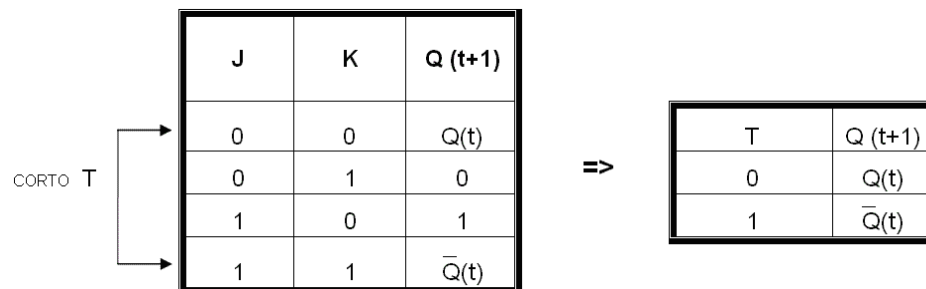 J K Q (t+1)
0 0 Q(t)
CORTO T
0 1 0
1 0 1
1 1 Q̅(t)
=>
T Q (t+1)
0 Q(t)
1 Q̅(t)